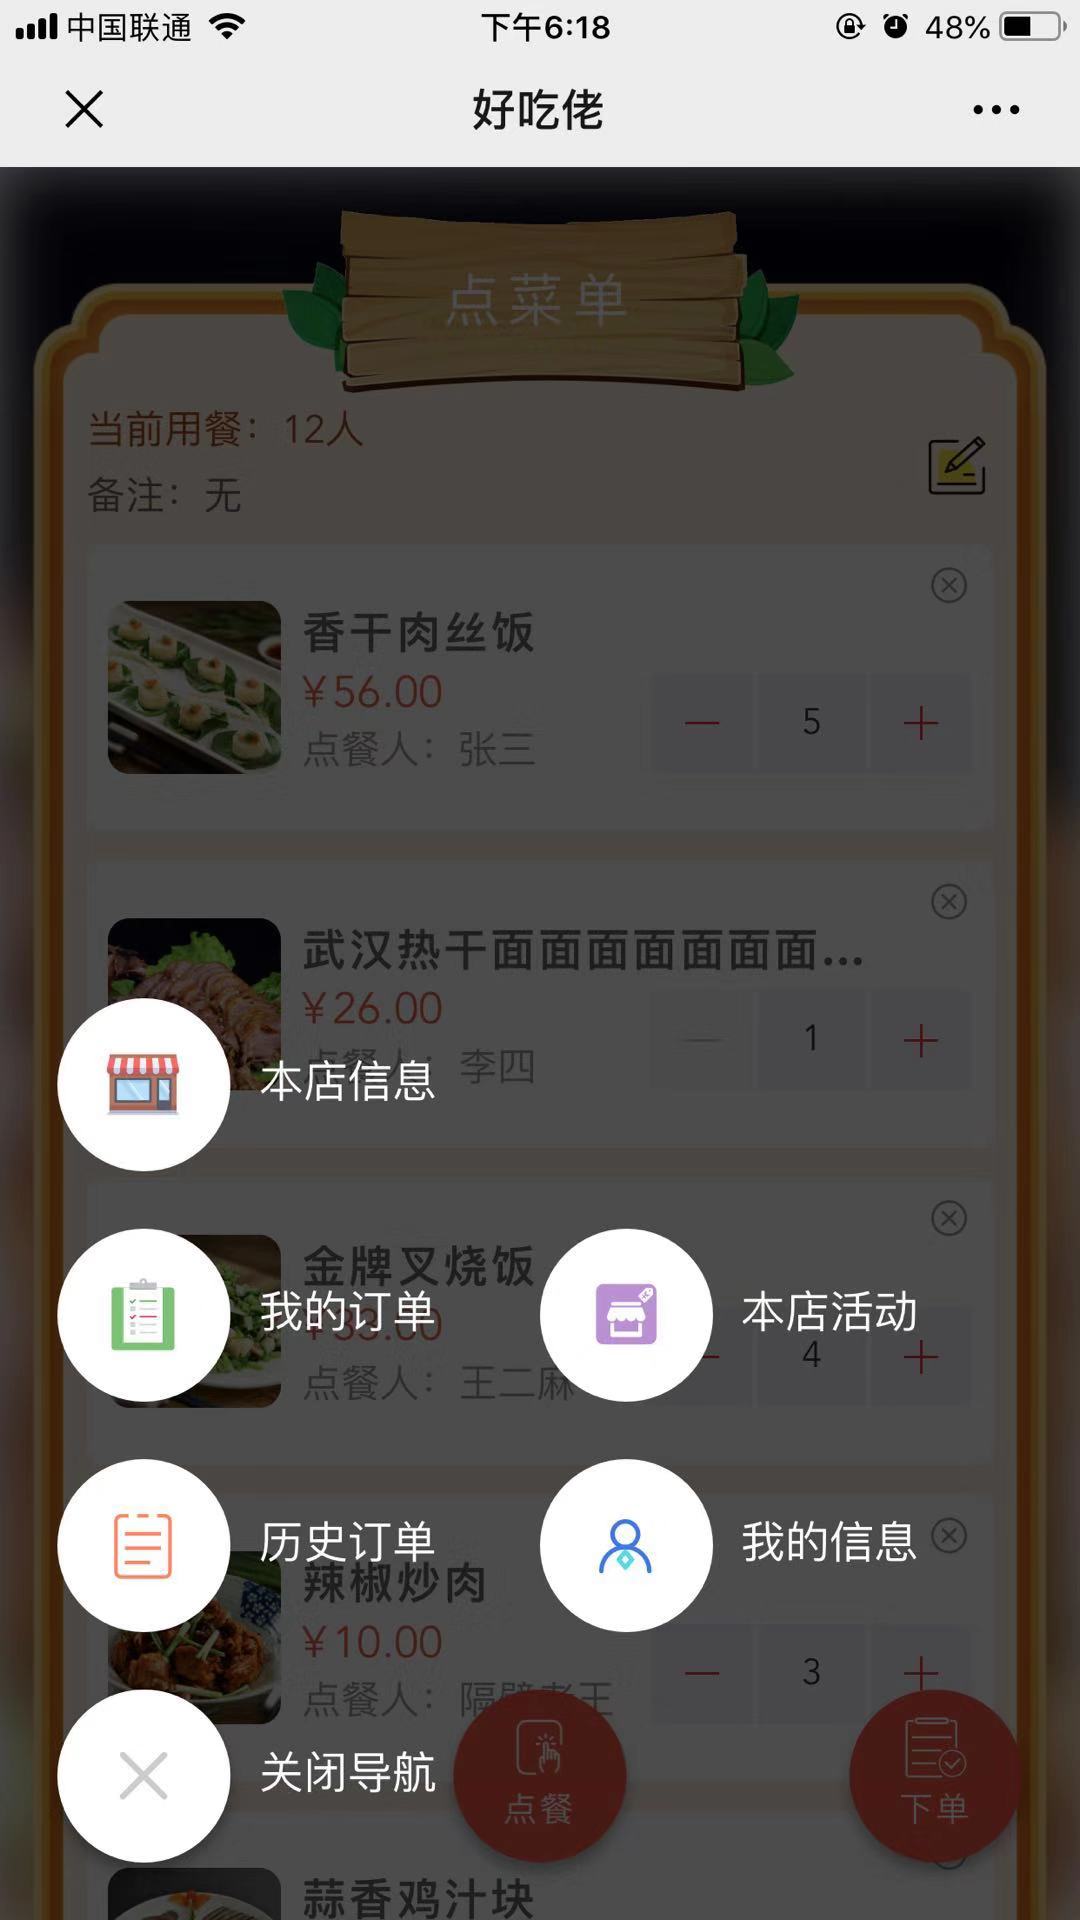 中国联通 下午6:18 48%
好吃佬
点菜单
当前用餐：12人
备注：无
香干肉丝饭
¥56.00
点餐人：张三
5
武汉热干面面面面面面面...
¥26.00
点餐人：李四
1
本店信息
金牌叉烧饭
我的订单
本店活动
点餐人：王二麻
4
历史订单
我的信息
辣椒炒肉
¥10.00
点餐人：隔壁老王
3
关闭导航
点餐
下单
蒜香鸡汁块